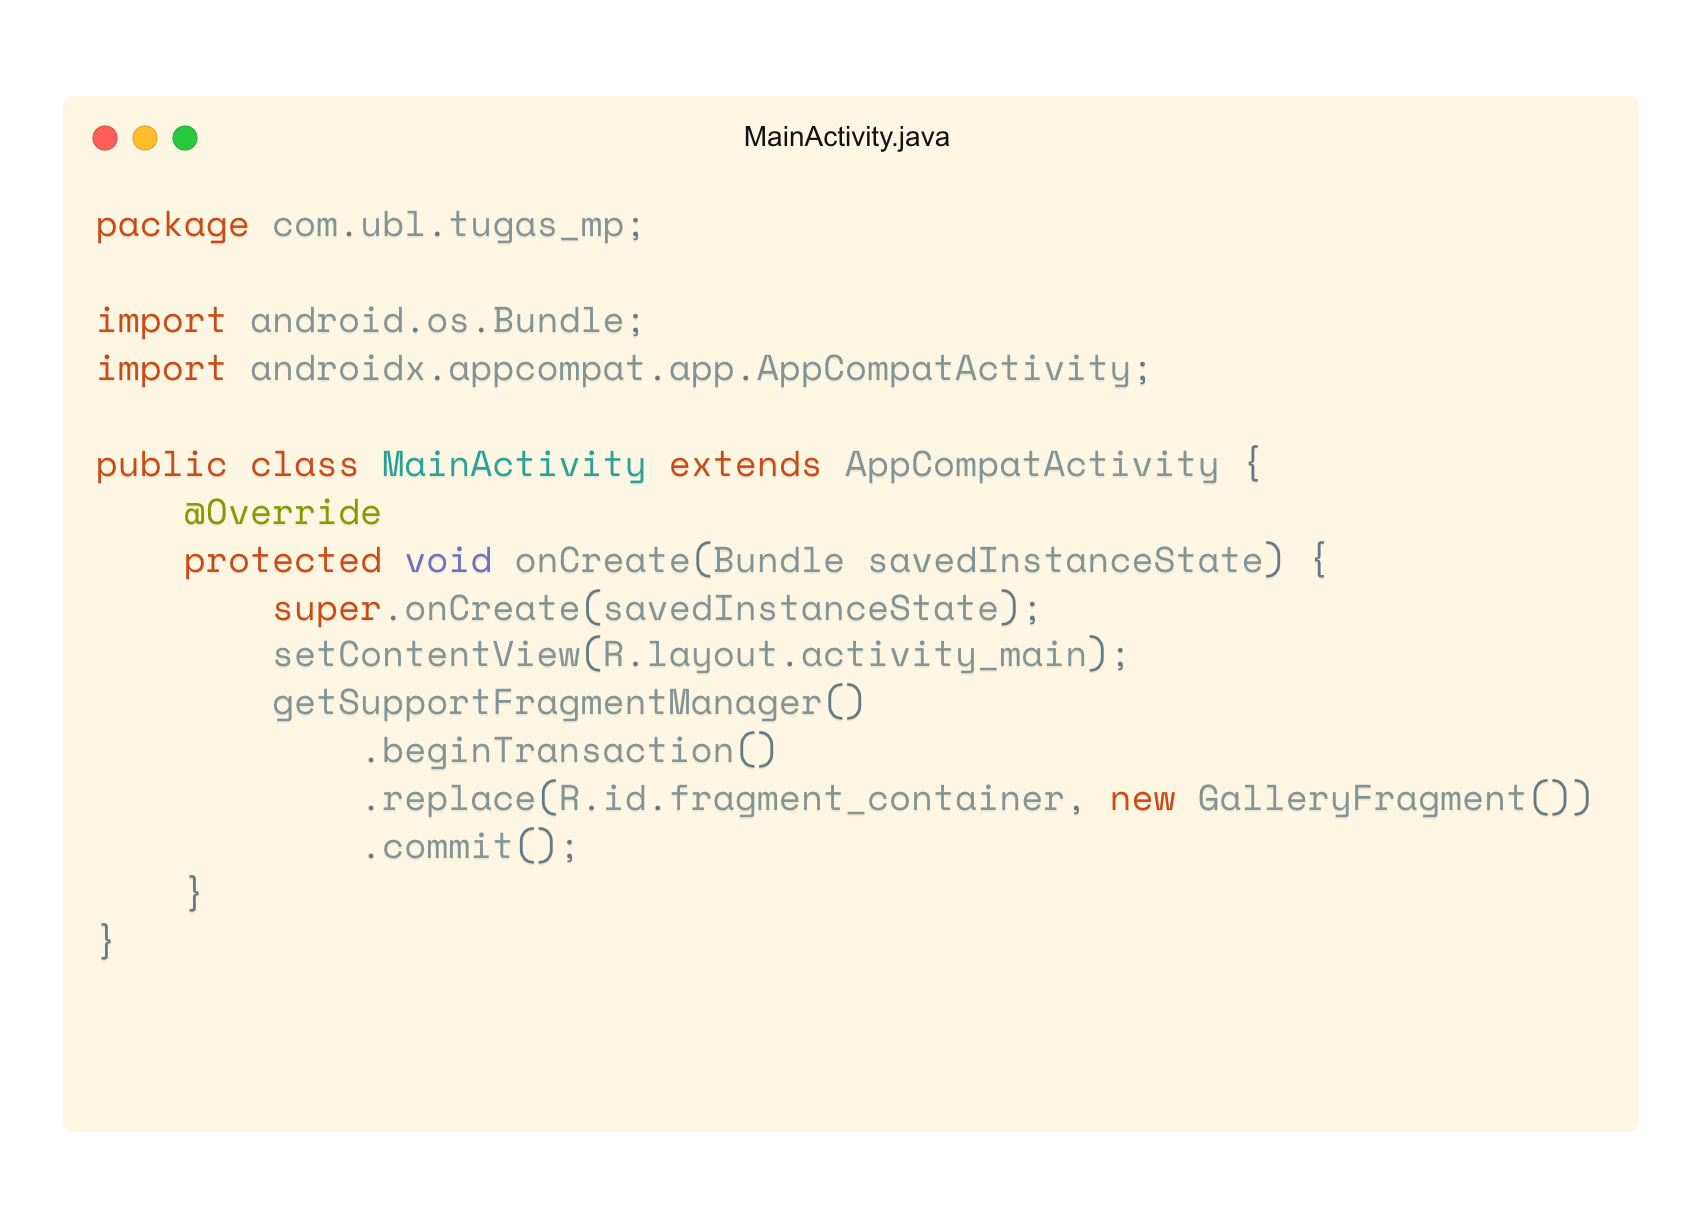 MainActivity.java
package com.ubl.tugas_mp;

import android.os.Bundle;
import androidx.appcompat.app.AppCompatActivity;

public class MainActivity extends AppCompatActivity {
    @Override
    protected void onCreate(Bundle savedInstanceState) {
        super.onCreate(savedInstanceState);
        setContentView(R.layout.activity_main);
        getSupportFragmentManager()
            .beginTransaction()
            .replace(R.id.fragment_container, new GalleryFragment())
            .commit();
    }
}